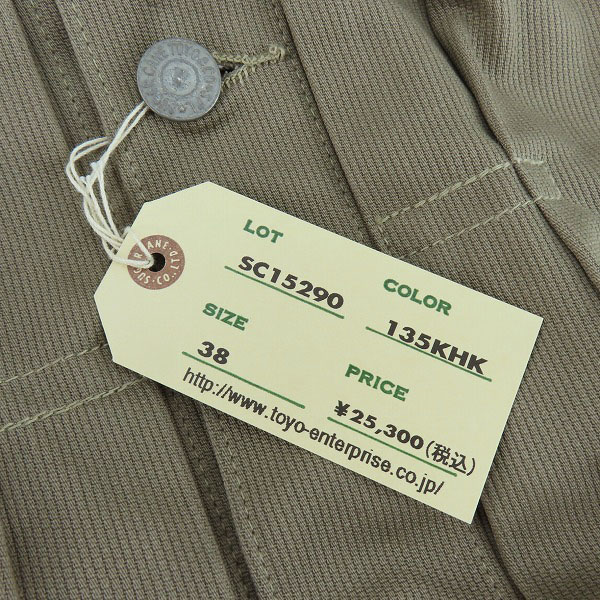 LOT
SC15290
COLOR
135KHK
SIZE
38
PRICE
¥25,300(税込)
http://www.toyo-enterprise.co.jp/